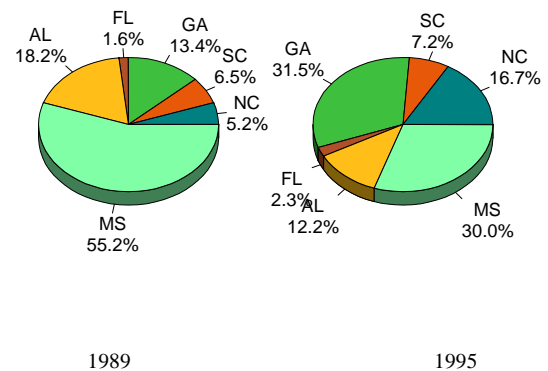 FL
1.6%
GA
13.4%
AL
18.2%
SC
6.5%
NC
5.2%
MS
55.2%
SC
7.2%
GA
31.5%
NC
16.7%
FL
2.3%
AL
12.2%
MS
30.0%
1989
1995